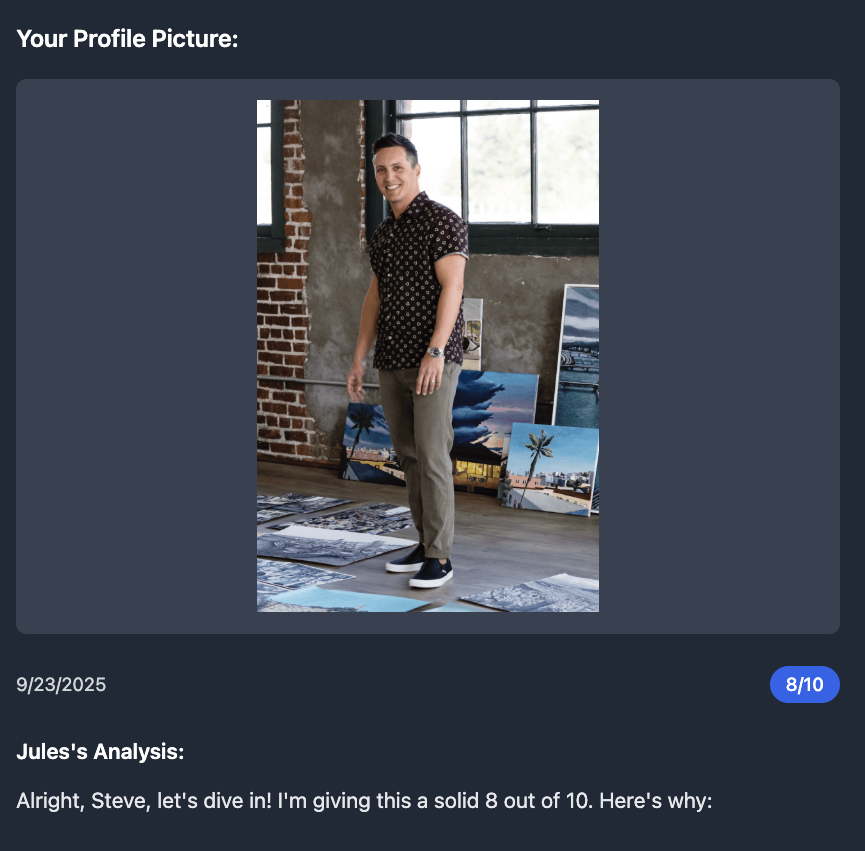 Your Profile Picture:
9/23/2025
8/10
Jules's Analysis:
Alright, Steve, let's dive in! I'm giving this a solid 8 out of 10. Here's why: